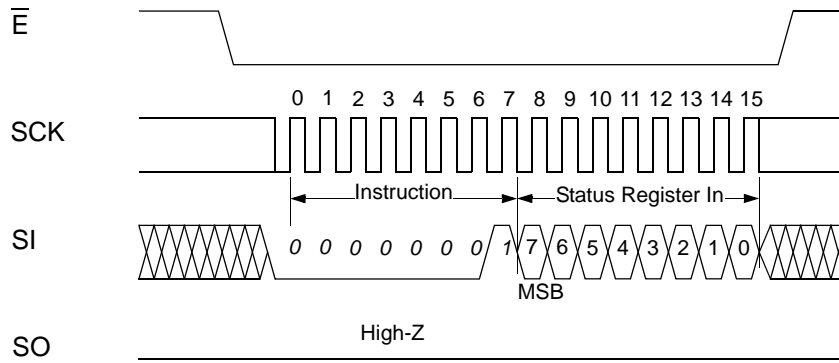 E̅
0 1 2 3 4 5 6 7 8 9 10 11 12 13 14 15
SCK
Instruction Status Register In
SI 0 0 0 0 0 0 0 1 7 6 5 4 3 2 1 0
MSB
High-Z
SO